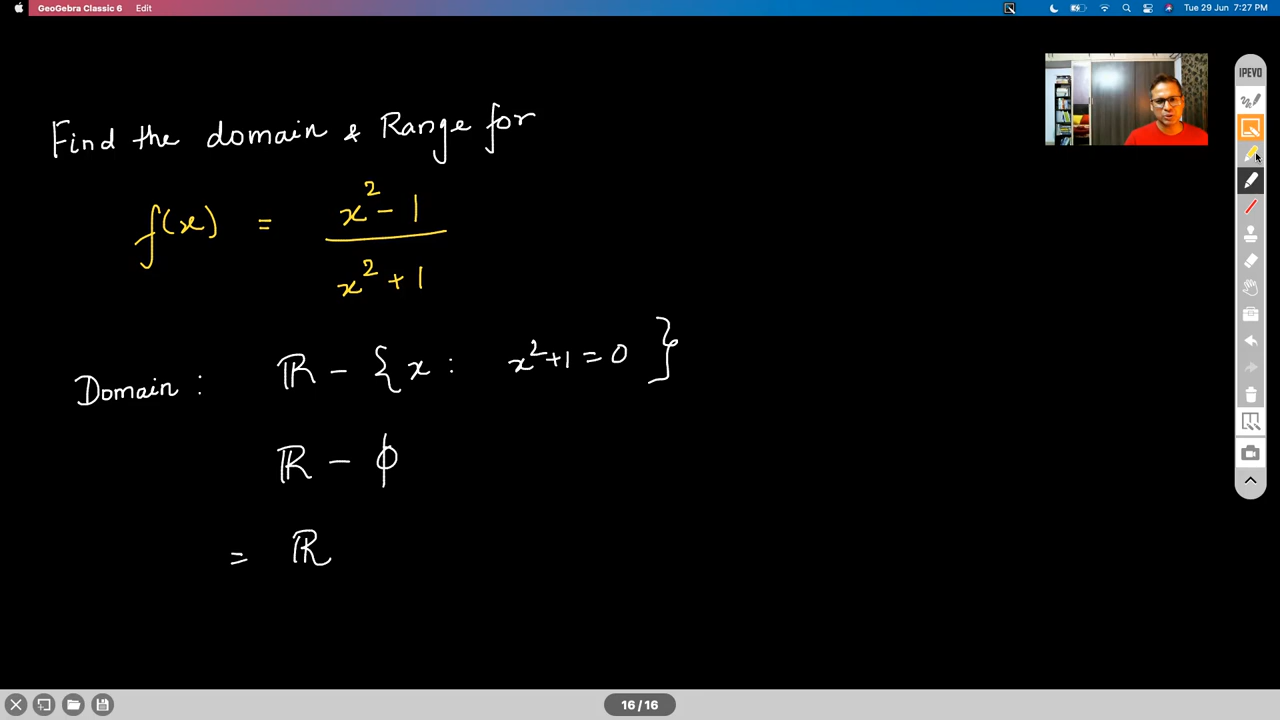 GeoGebra Classic 6 Edit Tue 29 Jun 7:27 PM
IPEVO
Find the domain & Range for
f(x) = x² - 1 / x² + 1
Domain : ℝ - { x : x²+1 = 0 }
ℝ - ϕ
= ℝ
16 / 16